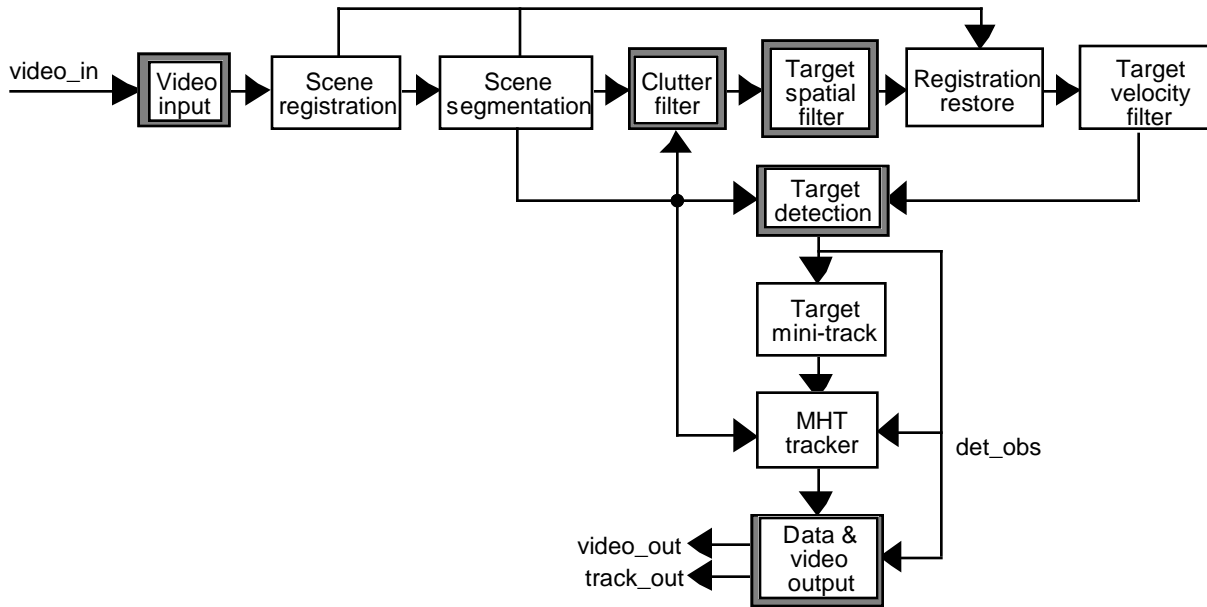 video_in
Video
input
Scene
registration
Scene
segmentation
Clutter
filter
Target
spatial
filter
Registration
restore
Target
velocity
filter
Target
detection
Target
mini-track
MHT
tracker
det_obs
Data &
video
output
video_out
track_out